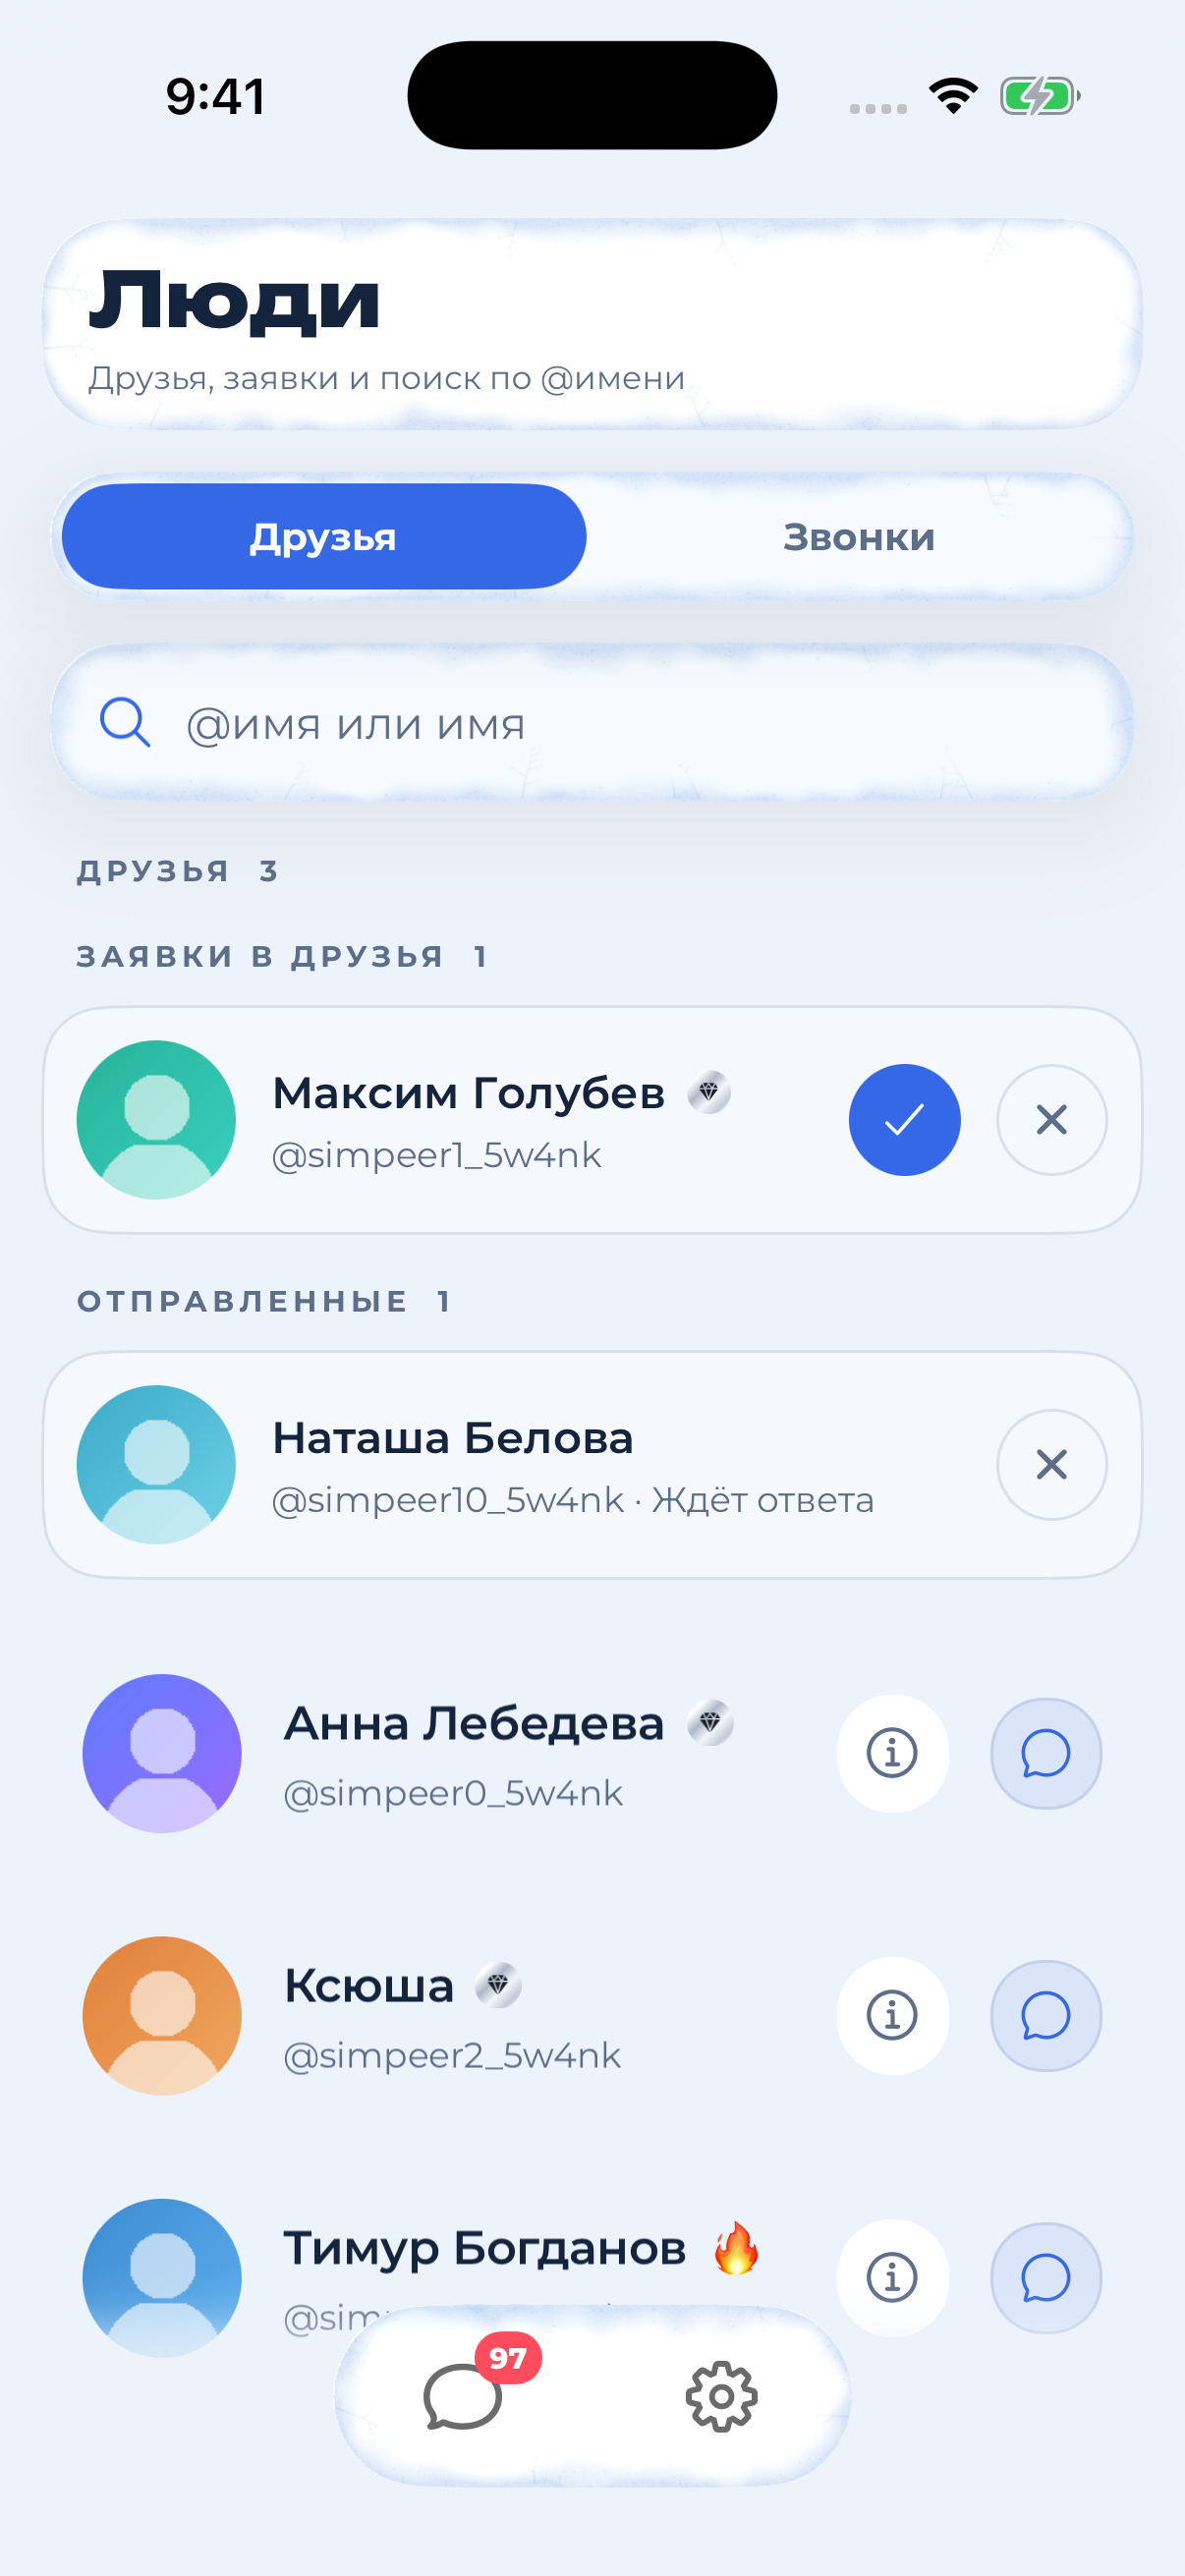 9:41
Люди
Друзья, заявки и поиск по @имени
Друзья
Звонки
@имя или имя
ДРУЗЬЯ 3
ЗАЯВКИ В ДРУЗЬЯ 1
Максим Голубев
@simpeer1_5w4nk
ОТПРАВЛЕННЫЕ 1
Наташа Белова
@simpeer10_5w4nk · Ждёт ответа
Анна Лебедева
@simpeer0_5w4nk
Ксюша
@simpeer2_5w4nk
Тимур Богданов
97